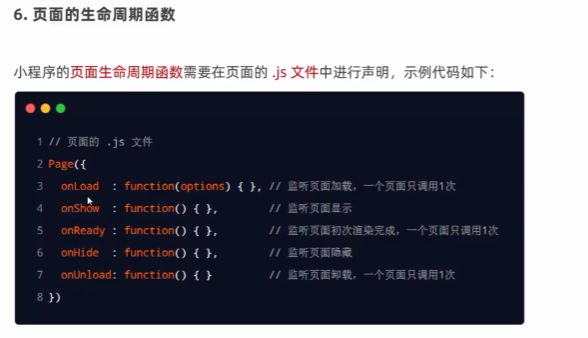 6. 页面的生命周期函数
小程序的页面生命周期函数需要在页面的 .js 文件中进行声明，示例代码如下：
1 // 页面的 .js 文件
2 Page({
3   onLoad  : function(options) { }, // 监听页面加载，一个页面只调用1次
4   onShow  : function() { },        // 监听页面显示
5   onReady : function() { },        // 监听页面初次渲染完成，一个页面只调用1次
6   onHide  : function() { },        // 监听页面隐藏
7   onUnload: function() { }         // 监听页面卸载，一个页面只调用1次
8 })